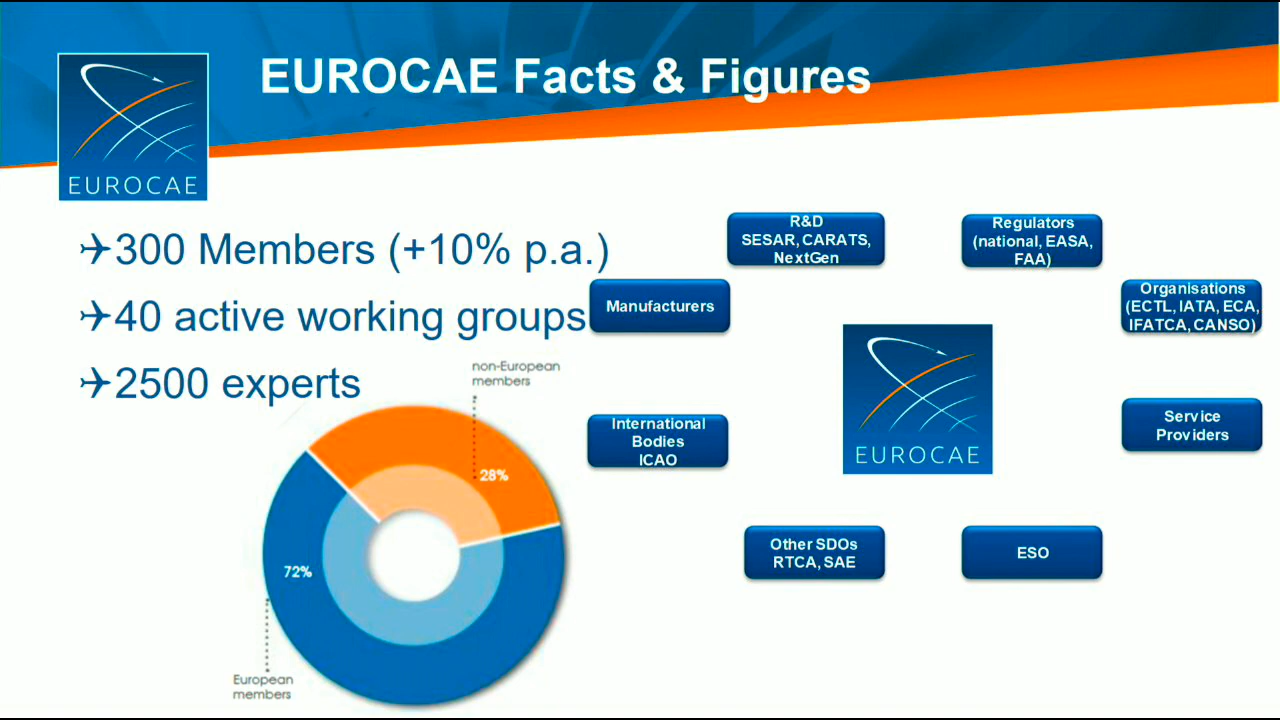 EUROCAE Facts & Figures
EUROCAE
300 Members (+10% p.a.)
40 active working groups
2500 experts
non-European
members
28%
72%
European
members
R&D
SESAR, CARATS,
NextGen
Regulators
(national, EASA,
FAA)
Manufacturers
Organisations
(ECTL, IATA, ECA,
IFATCA, CANSO)
International
Bodies
ICAO
EUROCAE
Service
Providers
Other SDOs
RTCA, SAE
ESO